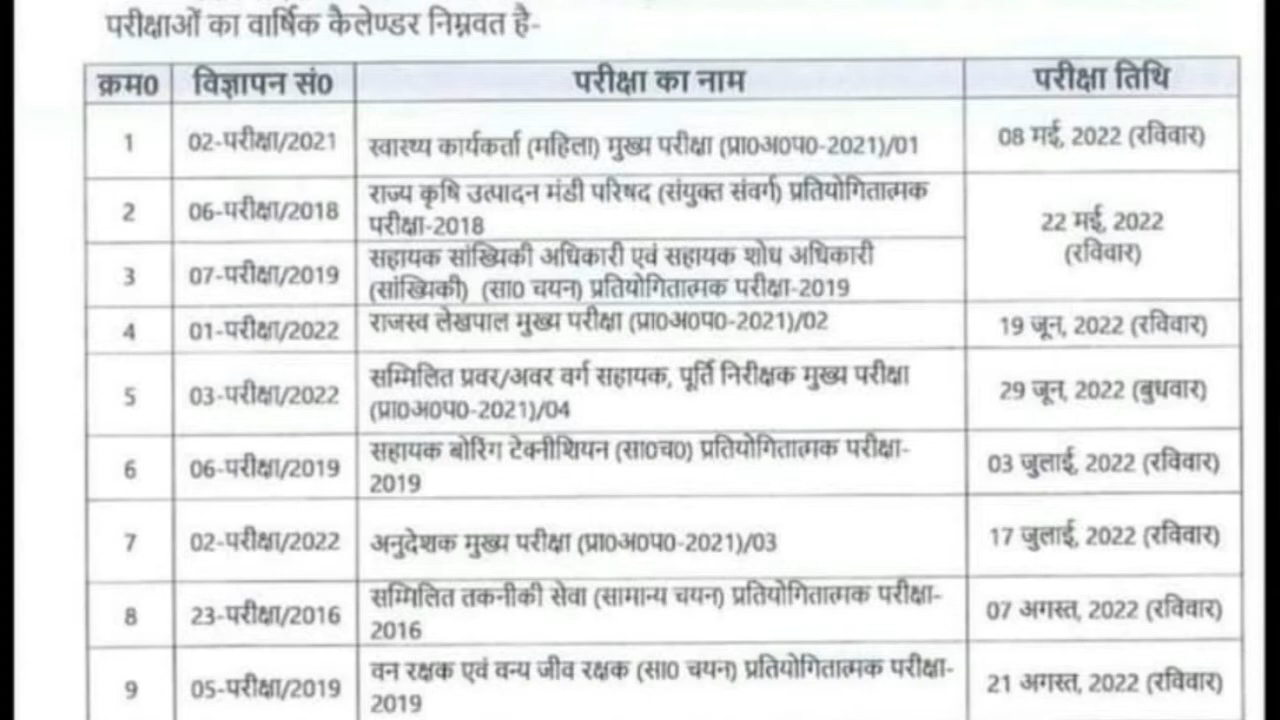 परीक्षाओं का वार्षिक कैलेण्डर निम्नवत है-
क्रम0 विज्ञापन सं0 परीक्षा का नाम परीक्षा तिथि
1 02-परीक्षा/2021 स्वास्थ्य कार्यकर्ता (महिला) मुख्य परीक्षा (प्रा0अ0प0-2021)/01 08 मई, 2022 (रविवार)
2 06-परीक्षा/2018 राज्य कृषि उत्पादन मंडी परिषद (संयुक्त संवर्ग) प्रतियोगितात्मक
परीक्षा-2018
22 मई, 2022
(रविवार)
3 07-परीक्षा/2019 सहायक सांख्यिकी अधिकारी एवं सहायक शोध अधिकारी
(सांख्यिकी) (सा0 चयन) प्रतियोगितात्मक परीक्षा-2019
4 01-परीक्षा/2022 राजस्व लेखपाल मुख्य परीक्षा (प्रा0अ0प0-2021)/02 19 जून, 2022 (रविवार)
5 03-परीक्षा/2022 सम्मिलित प्रवर/अवर वर्ग सहायक, पूर्ति निरीक्षक मुख्य परीक्षा
(प्रा0अ0प0-2021)/04
29 जून, 2022 (बुधवार)
6 06-परीक्षा/2019 सहायक बोरिंग टेक्नीशियन (सा0च0) प्रतियोगितात्मक परीक्षा-
2019
03 जुलाई, 2022 (रविवार)
7 02-परीक्षा/2022 अनुदेशक मुख्य परीक्षा (प्रा0अ0प0-2021)/03 17 जुलाई, 2022 (रविवार)
8 23-परीक्षा/2016 सम्मिलित तकनीकी सेवा (सामान्य चयन) प्रतियोगितात्मक परीक्षा-
2016
07 अगस्त, 2022 (रविवार)
9 05-परीक्षा/2019 वन रक्षक एवं वन्य जीव रक्षक (सा0 चयन) प्रतियोगितात्मक परीक्षा-
2019
21 अगस्त, 2022 (रविवार)